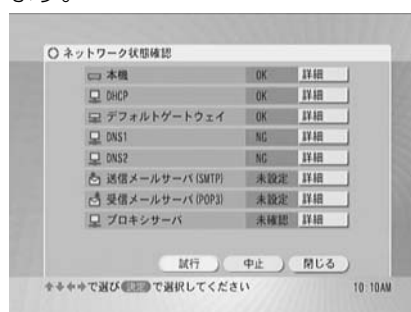 ネットワーク状態確認
本機 OK 詳細
DHCP OK 詳細
デフォルトゲートウェイ OK 詳細
DNS1 NG 詳細
DNS2 NG 詳細
送信メールサーバ(SMTP) 未設定 詳細
受信メールサーバ(POP3) 未設定 詳細
プロキシサーバ 未確認 詳細
試行 中止 閉じる
で選び 決定 で選択してください 10:10AM